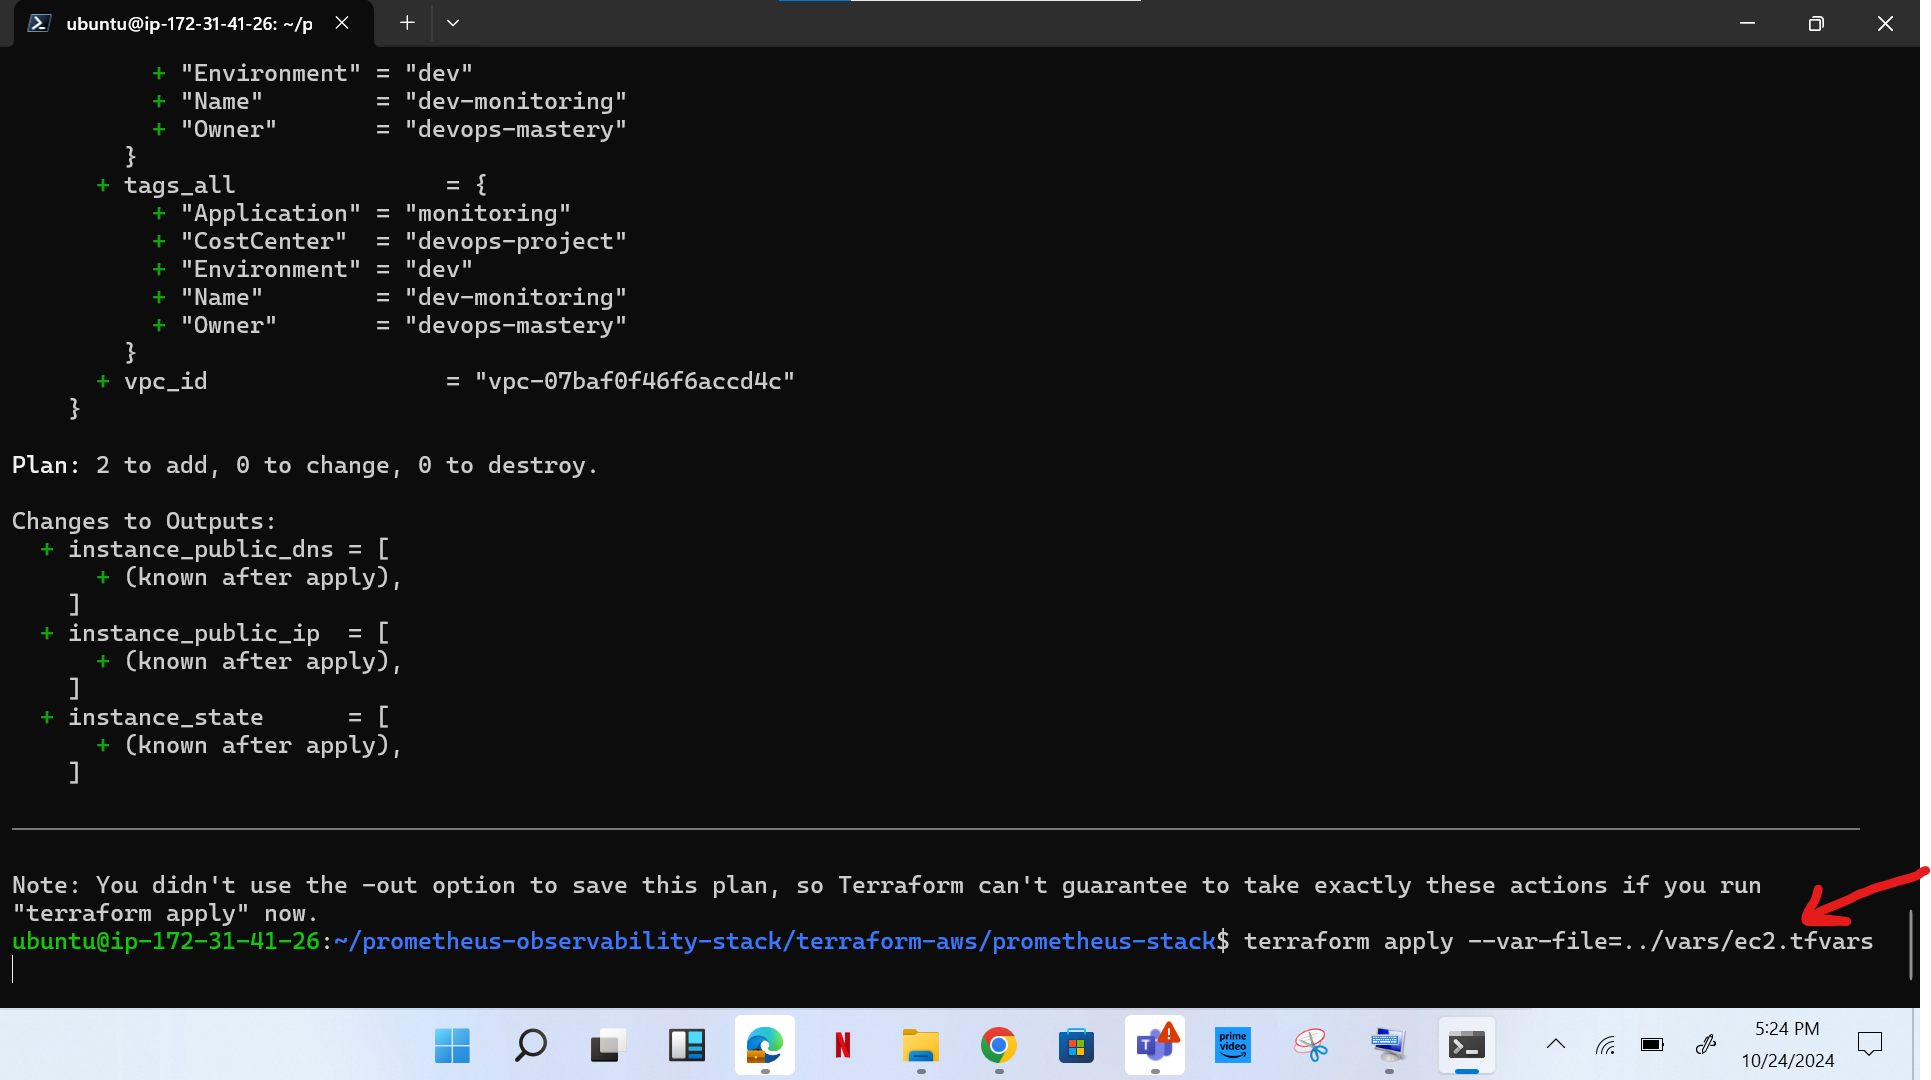 ubuntu@ip-172-31-41-26: ~/p
+ "Environment" = "dev"
+ "Name"        = "dev-monitoring"
+ "Owner"       = "devops-mastery"
}
+ tags_all               = {
+ "Application" = "monitoring"
+ "CostCenter"  = "devops-project"
+ "Environment" = "dev"
+ "Name"        = "dev-monitoring"
+ "Owner"       = "devops-mastery"
}
+ vpc_id                 = "vpc-07baf0f46f6accd4c"
}
Plan: 2 to add, 0 to change, 0 to destroy.
Changes to Outputs:
+ instance_public_dns = [
+ (known after apply),
]
+ instance_public_ip  = [
+ (known after apply),
]
+ instance_state      = [
+ (known after apply),
]
Note: You didn't use the -out option to save this plan, so Terraform can't guarantee to take exactly these actions if you run
"terraform apply" now.
ubuntu@ip-172-31-41-26:~/prometheus-observability-stack/terraform-aws/prometheus-stack$ terraform apply --var-file=../vars/ec2.tfvars
prime video
5:24 PM
10/24/2024